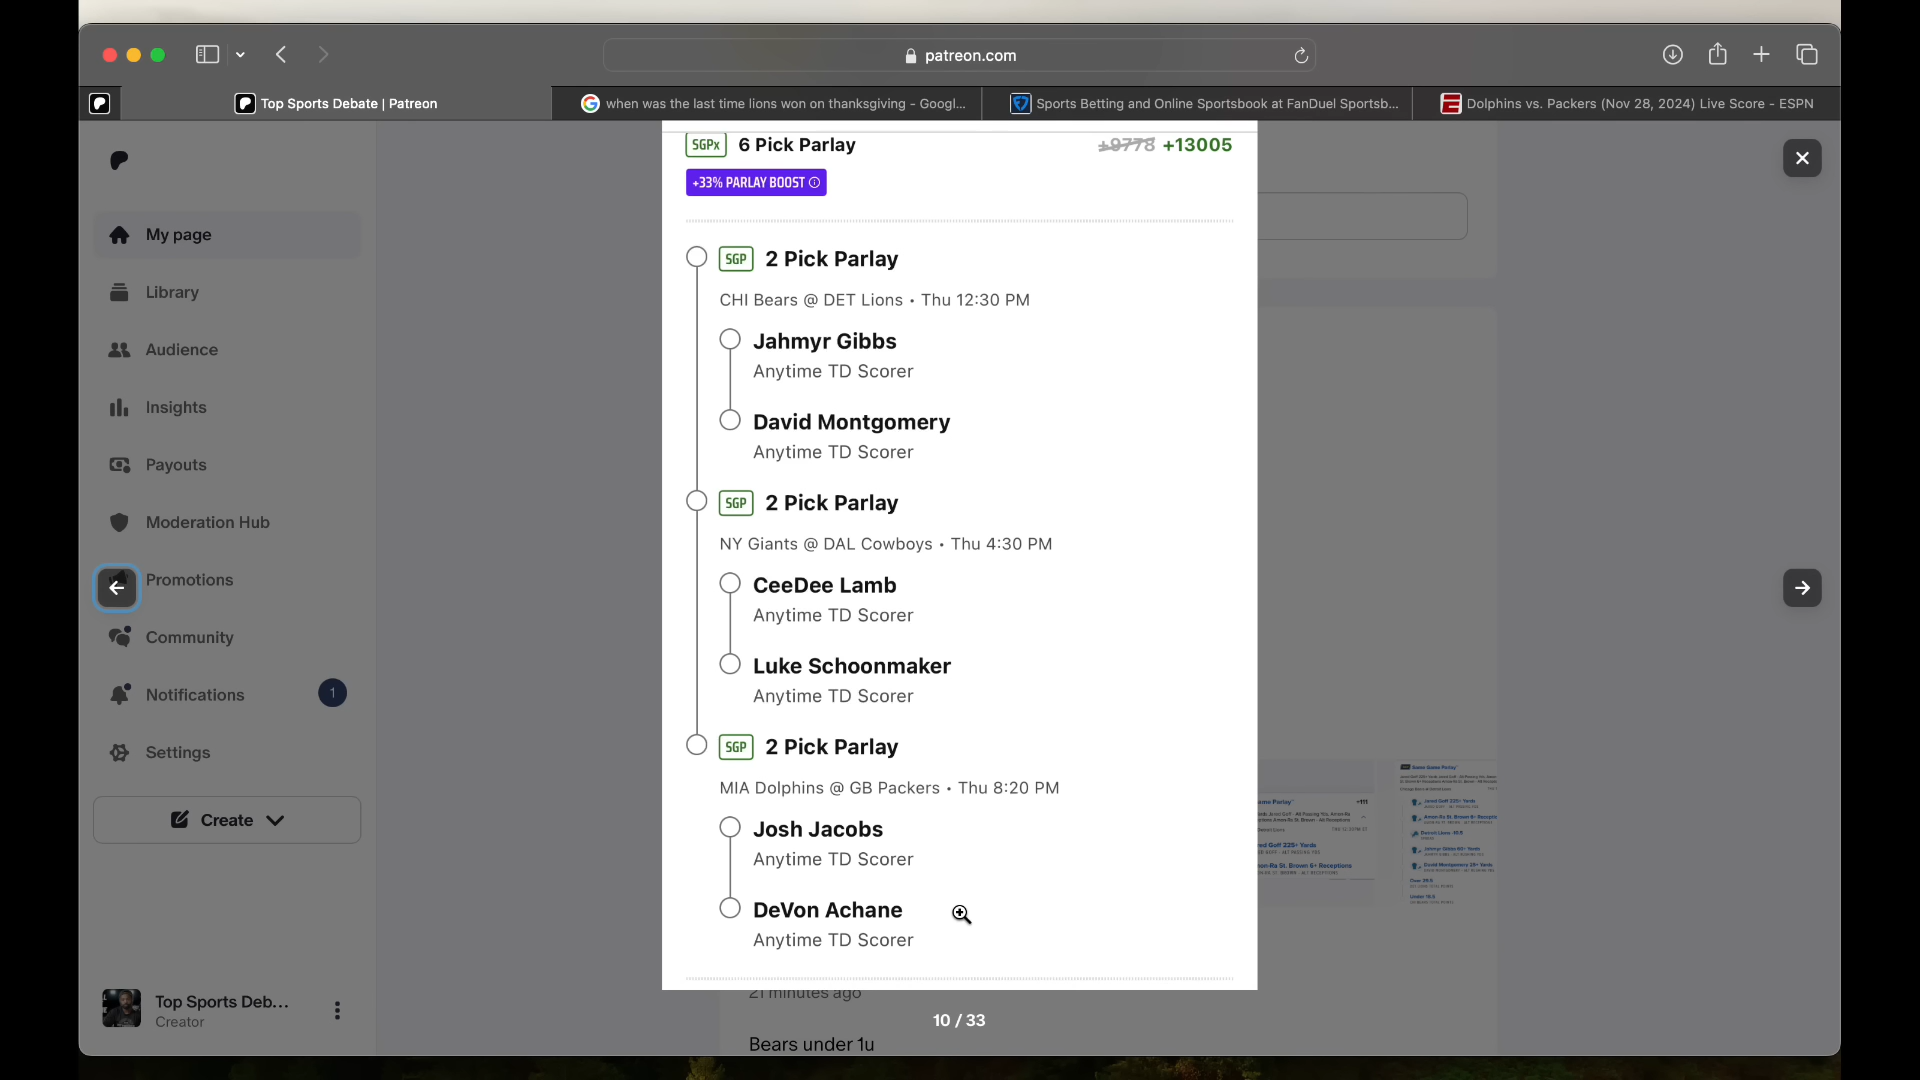 patreon.com
Top Sports Debate | Patreon
when was the last time lions won on thanksgiving - Googl...
Sports Betting and Online Sportsbook at FanDuel Sportsb...
Dolphins vs. Packers (Nov 28, 2024) Live Score - ESPN
SGPx 6 Pick Parlay +9778 +13005
+33% PARLAY BOOST
My page
Library
Audience
Insights
Payouts
Moderation Hub
Promotions
Community
Notifications 1
Settings
Create
Top Sports Deb...
Creator
SGP 2 Pick Parlay
CHI Bears @ DET Lions • Thu 12:30 PM
Jahmyr Gibbs
Anytime TD Scorer
David Montgomery
Anytime TD Scorer
SGP 2 Pick Parlay
NY Giants @ DAL Cowboys • Thu 4:30 PM
CeeDee Lamb
Anytime TD Scorer
Luke Schoonmaker
Anytime TD Scorer
SGP 2 Pick Parlay
MIA Dolphins @ GB Packers • Thu 8:20 PM
Josh Jacobs
Anytime TD Scorer
DeVon Achane
Anytime TD Scorer
21 minutes ago
10 / 33
Bears under 1u